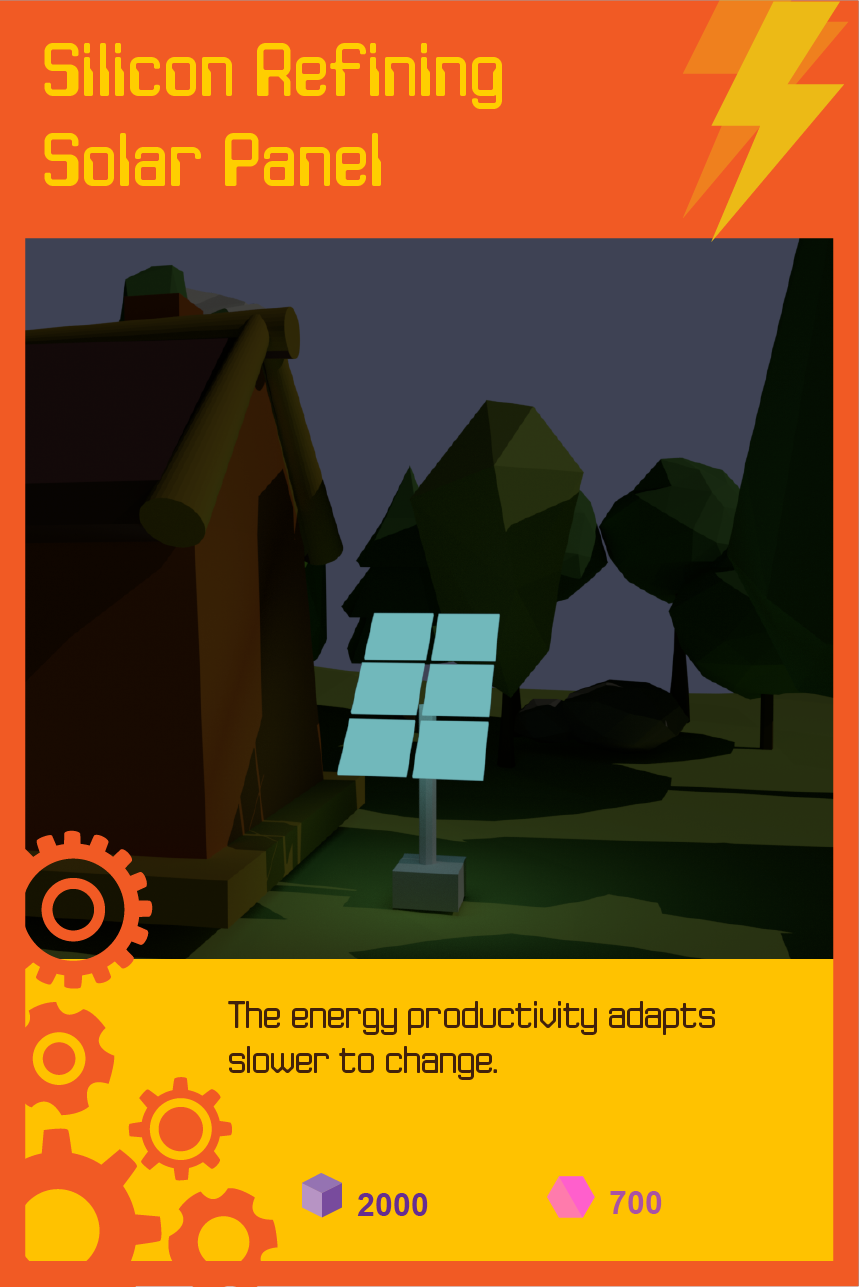 Silicon Refining
Solar Panel
The energy productivity adapts
slower to change.
2000 700